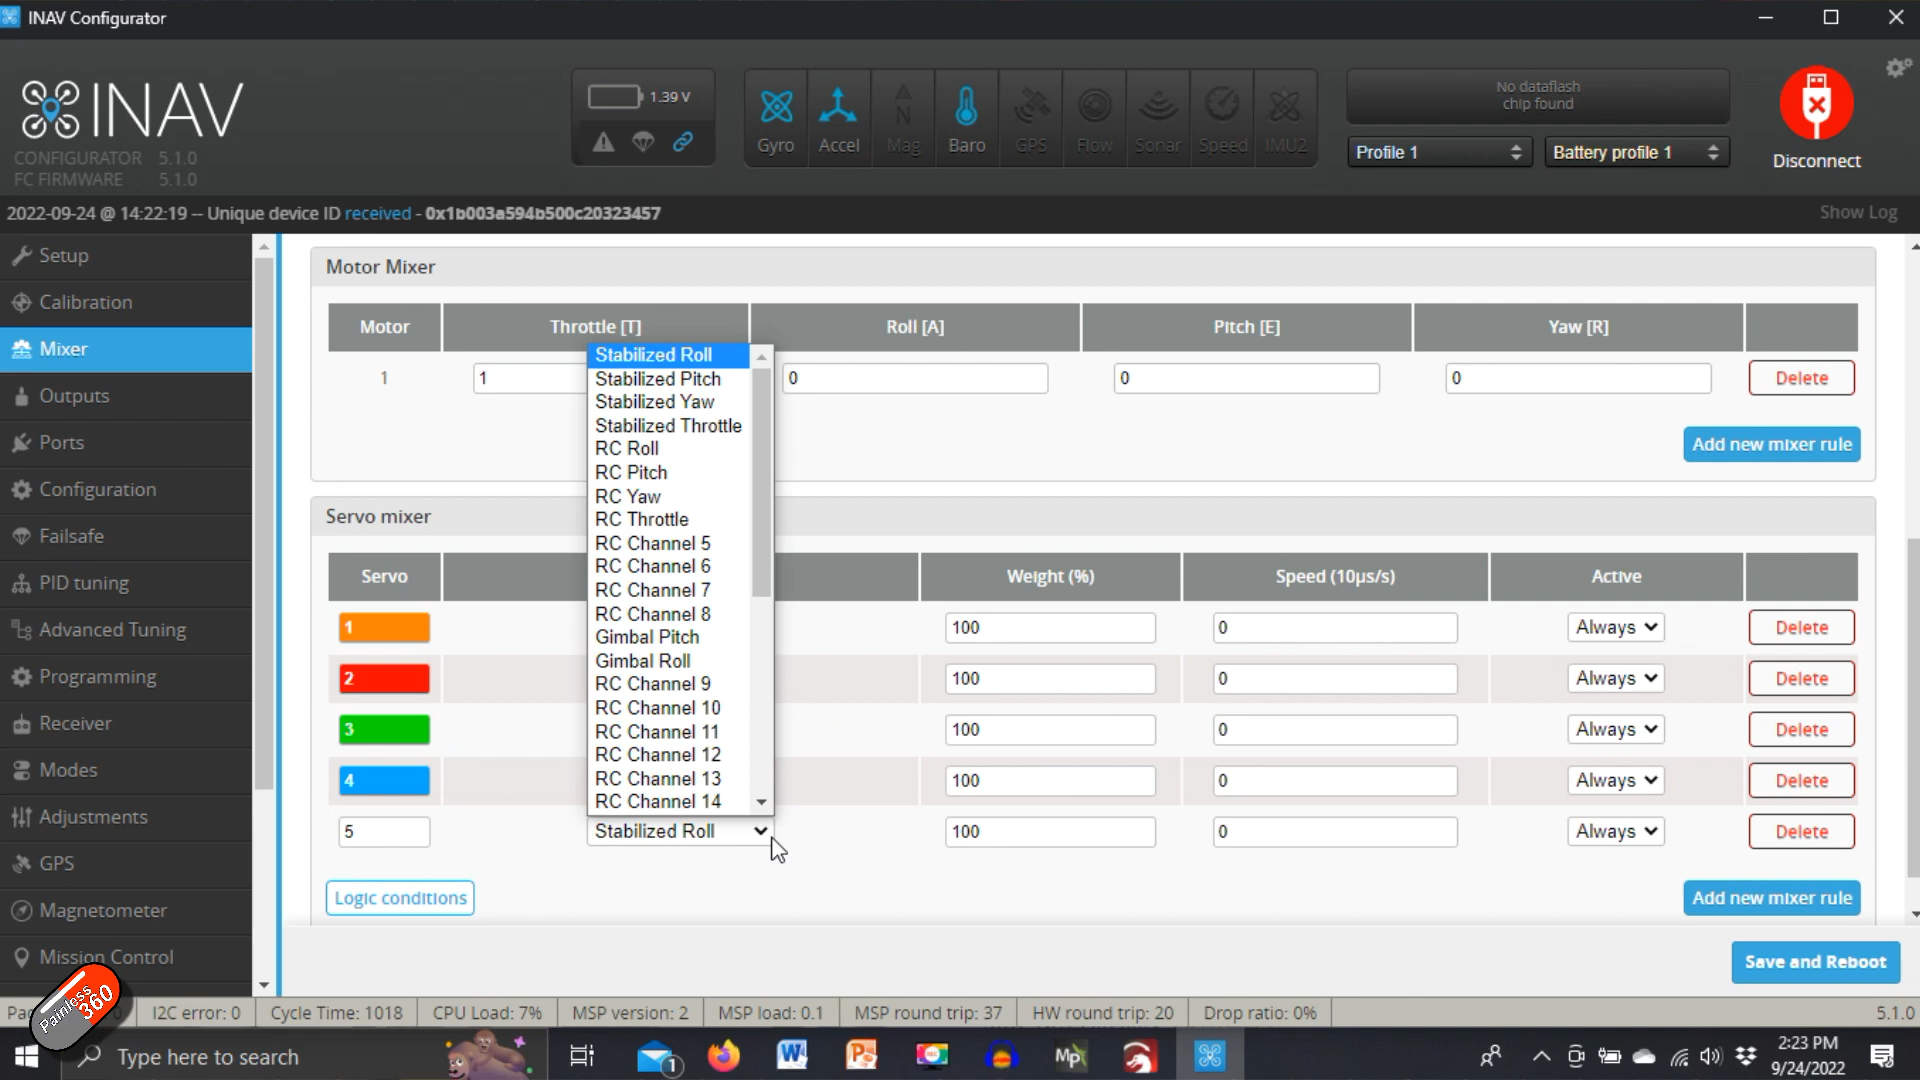 INAV Configurator
INAV
CONFIGURATOR 5.1.0
FC FIRMWARE 5.1.0
1.39 V
Gyro
Accel
Mag
Baro
GPS
Flow
Sonar
Speed
IMU2
No dataflash
chip found
Profile 1
Battery profile 1
Disconnect
2022-09-24 @ 14:22:19 -- Unique device ID received - 0x1b003a594b500c20323457
Show Log
Setup
Calibration
Mixer
Outputs
Ports
Configuration
Failsafe
PID tuning
Advanced Tuning
Programming
Receiver
Modes
Adjustments
GPS
Magnetometer
Mission Control
Motor Mixer
Motor Throttle [T] Roll [A] Pitch [E] Yaw [R]
1 1 0 0 0 Delete
Add new mixer rule
Stabilized Roll
Stabilized Pitch
Stabilized Yaw
Stabilized Throttle
RC Roll
RC Pitch
RC Yaw
RC Throttle
RC Channel 5
RC Channel 6
RC Channel 7
RC Channel 8
Gimbal Pitch
Gimbal Roll
RC Channel 9
RC Channel 10
RC Channel 11
RC Channel 12
RC Channel 13
RC Channel 14
Servo mixer
Servo Weight (%) Speed (10µs/s) Active
1 100 0 Always Delete
2 100 0 Always Delete
3 100 0 Always Delete
4 100 0 Always Delete
5 Stabilized Roll 100 0 Always Delete
Logic conditions
Add new mixer rule
Save and Reboot
Painless
360
I2C error: 0 Cycle Time: 1018 CPU Load: 7% MSP version: 2 MSP load: 0.1 MSP round trip: 37 HW round trip: 20 Drop ratio: 0% 5.1.0
Type here to search
1
W
P
REC
Mp
2:23 PM
9/24/2022